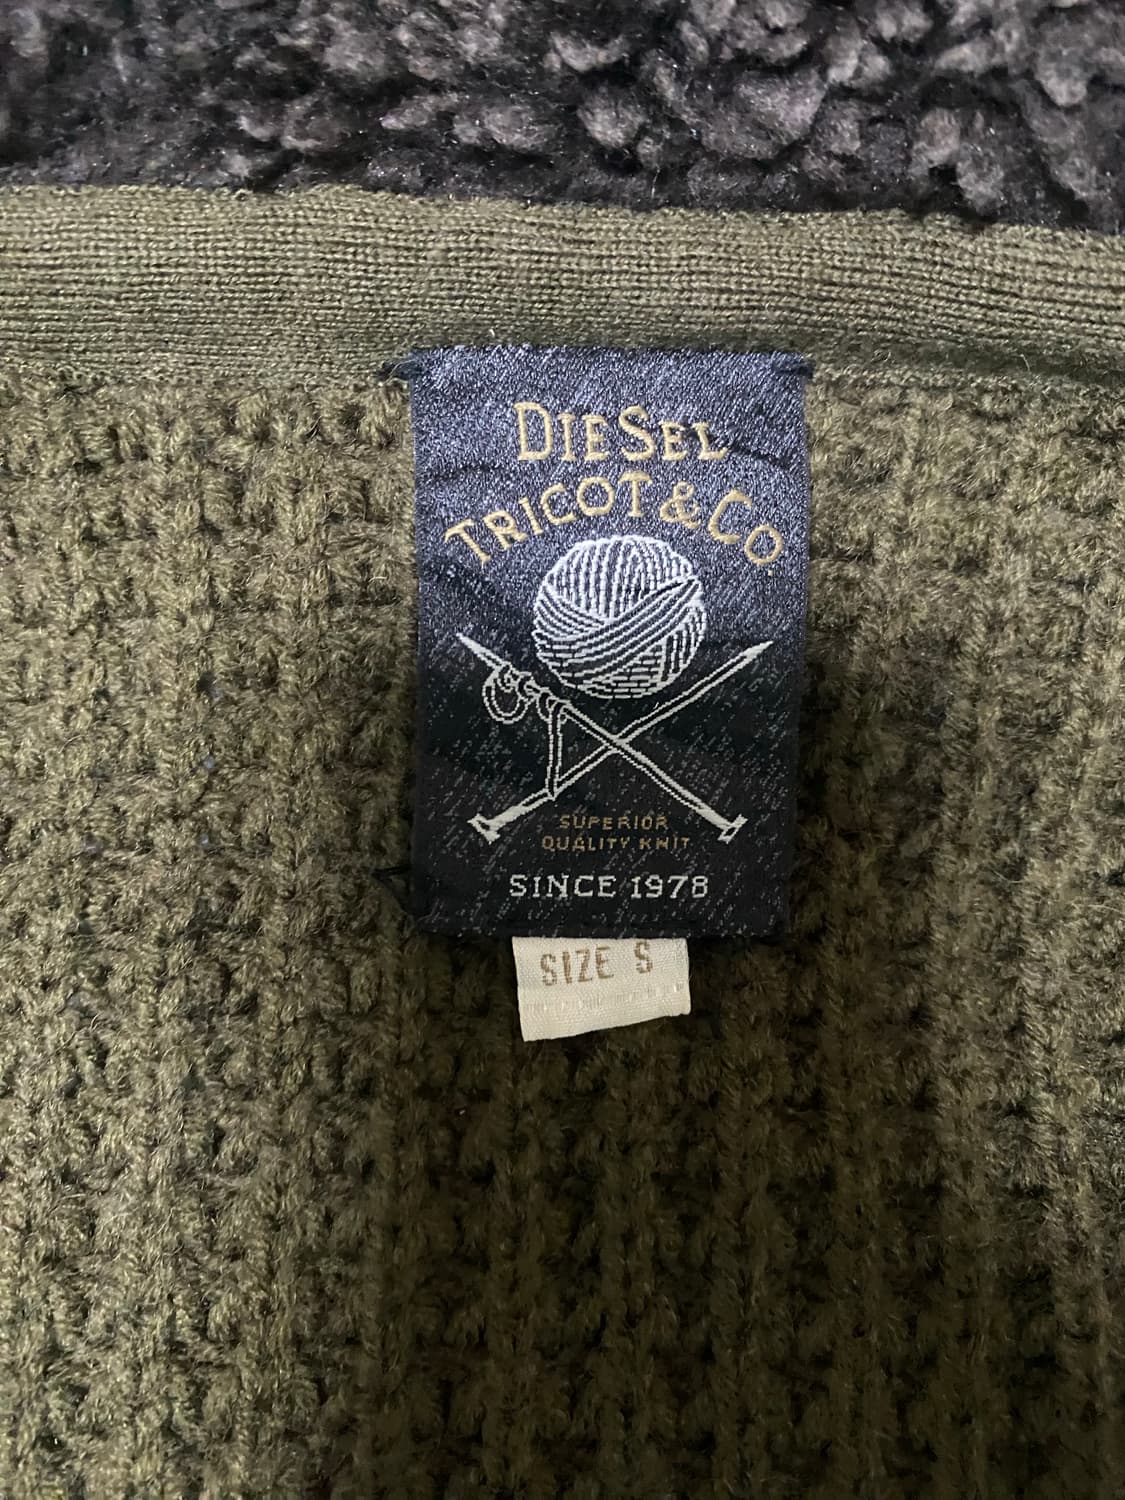 DIESEL
TRICOT & CO
SUPERIOR
QUALITY KNIT
SINCE 1978
SIZE S